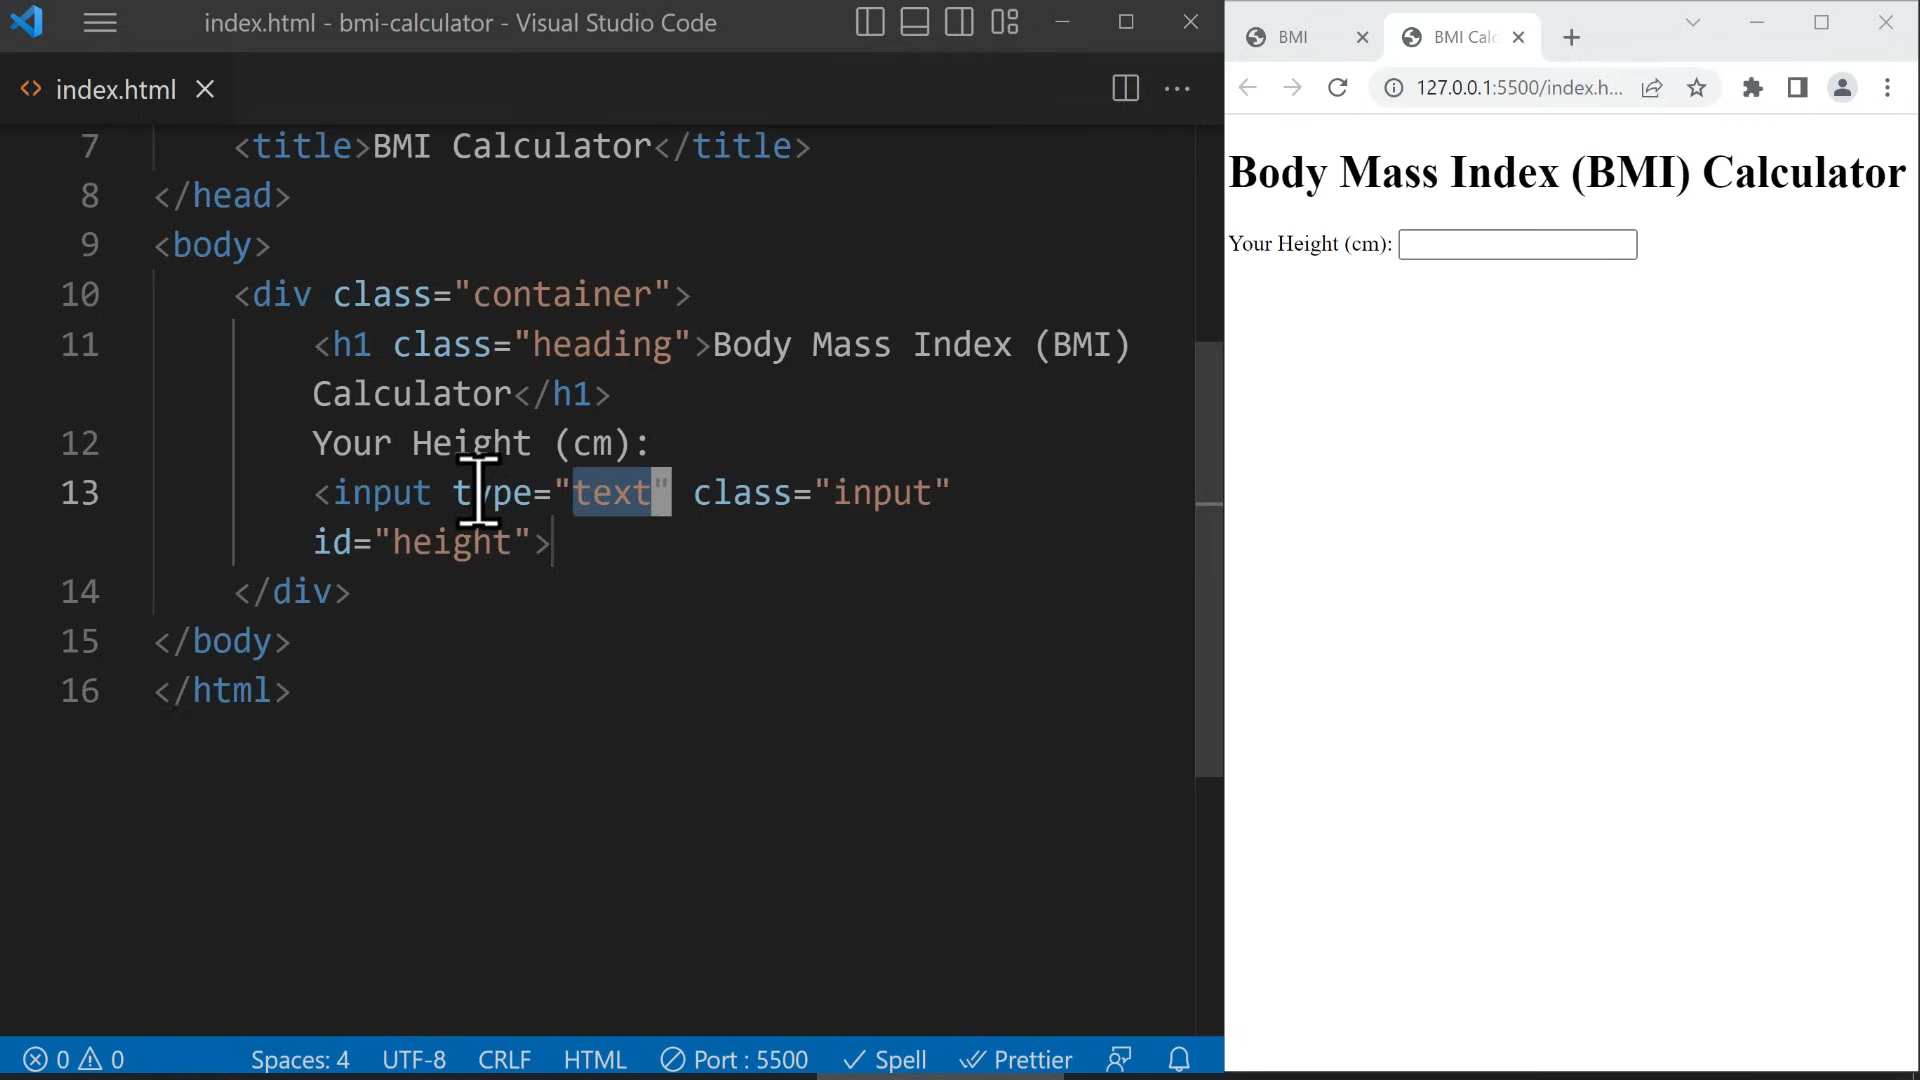 index.html - bmi-calculator - Visual Studio Code
index.html
7 <title>BMI Calculator</title>
8 </head>
9 <body>
10 <div class="container">
11 <h1 class="heading">Body Mass Index (BMI)
Calculator</h1>
12 Your Height (cm):
13 <input type="text" class="input"
id="height">
14 </div>
15 </body>
16 </html>
0 0 Spaces: 4 UTF-8 CRLF HTML Port : 5500 Spell Prettier
BMI BMI Calc
127.0.0.1:5500/index.h...
Body Mass Index (BMI) Calculator
Your Height (cm):